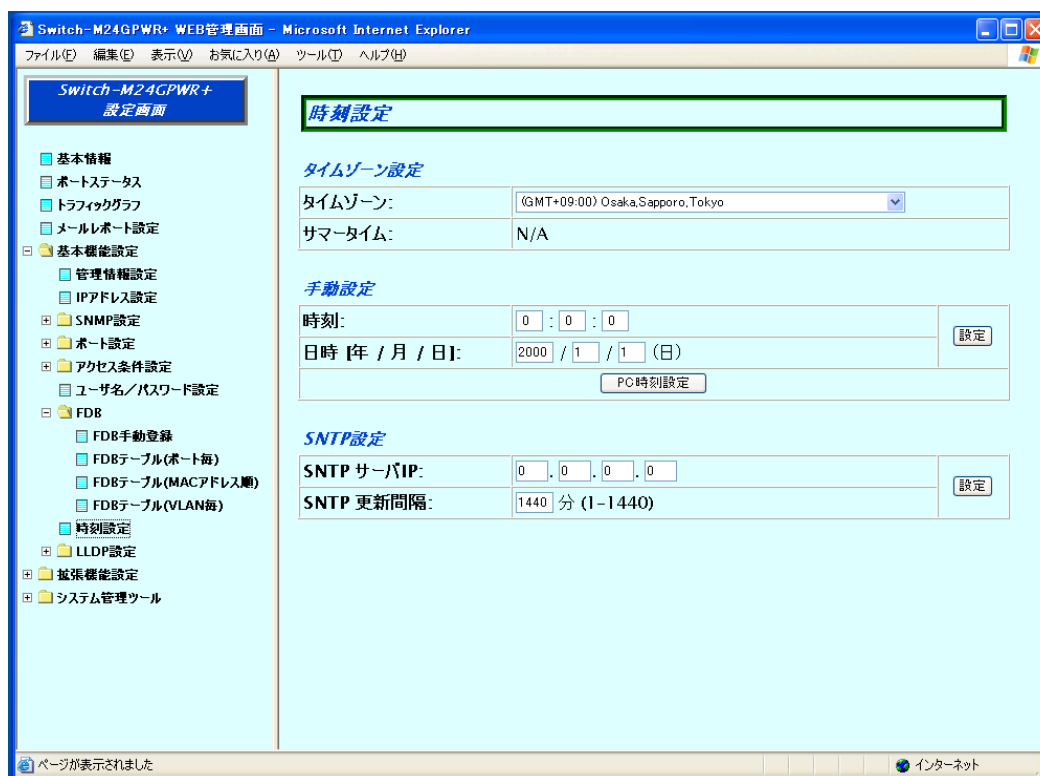 Switch-M24GPWR+ WEB管理画面 - Microsoft Internet Explorer
ファイル(F) 編集(E) 表示(V) お気に入り(A) ツール(T) ヘルプ(H)
Switch-M24GPWR+
設定画面
基本情報
ポートステータス
トラフィックグラフ
メールレポート設定
基本機能設定
管理情報設定
IPアドレス設定
SNMP設定
ポート設定
アクセス条件設定
ユーザ名／パスワード設定
FDB
FDB手動登録
FDBテーブル(ポート毎)
FDBテーブル(MACアドレス順)
FDBテーブル(VLAN毎)
時刻設定
LLDP設定
拡張機能設定
システム管理ツール
時刻設定
タイムゾーン設定
タイムゾーン: (GMT+09:00) Osaka,Sapporo,Tokyo
サマータイム: N/A
手動設定
時刻: 0 : 0 : 0
日時 [年 / 月 / 日]: 2000 / 1 / 1 (日)
設定
PC時刻設定
SNTP設定
SNTP サーバIP: 0 . 0 . 0 . 0
SNTP 更新間隔: 1440 分 (1-1440)
設定
ページが表示されました インターネット